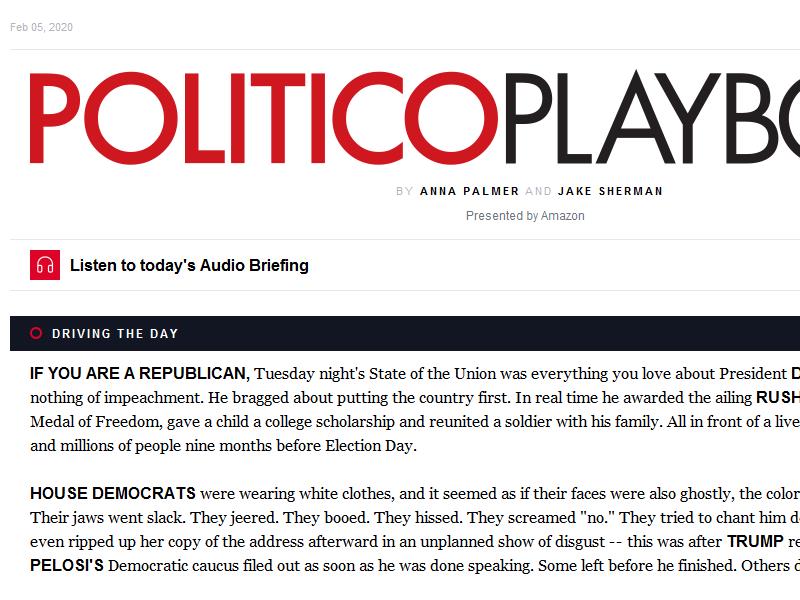 Feb 05, 2020
POLITICOPLAYBO
BY ANNA PALMER AND JAKE SHERMAN
Presented by Amazon
Listen to today's Audio Briefing
DRIVING THE DAY
IF YOU ARE A REPUBLICAN, Tuesday night's State of the Union was everything you love about President D
nothing of impeachment. He bragged about putting the country first. In real time he awarded the ailing RUSH
Medal of Freedom, gave a child a college scholarship and reunited a soldier with his family. All in front of a live
and millions of people nine months before Election Day.
HOUSE DEMOCRATS were wearing white clothes, and it seemed as if their faces were also ghostly, the color
Their jaws went slack. They jeered. They booed. They hissed. They screamed "no." They tried to chant him d
even ripped up her copy of the address afterward in an unplanned show of disgust -- this was after TRUMP re
PELOSI'S Democratic caucus filed out as soon as he was done speaking. Some left before he finished. Others d